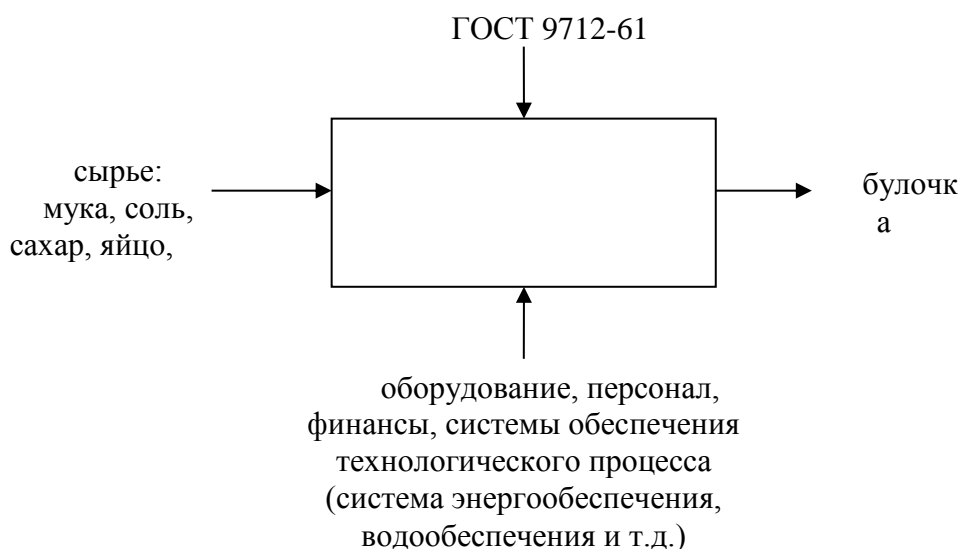 ГОСТ 9712-61
сырье:
мука, соль,
сахар, яйцо,
булочк
а
оборудование, персонал,
финансы, системы обеспечения
технологического процесса
(система энергообеспечения,
водообеспечения и т.д.)